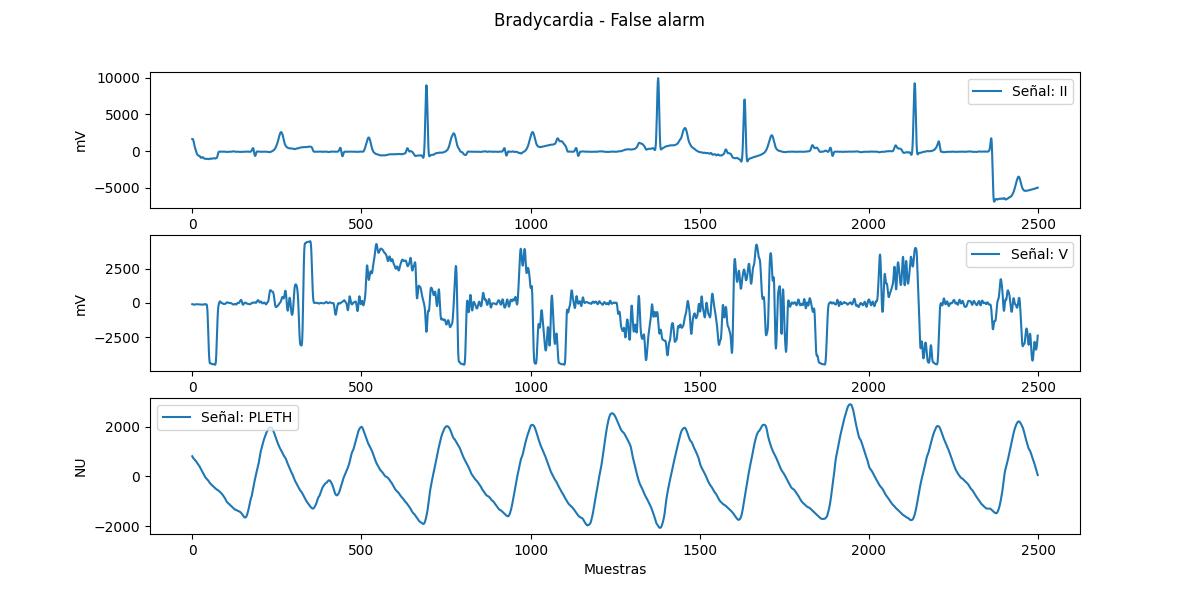 Bradycardia - False alarm
10000
5000
0
−5000
mV
Señal: II
0 500 1000 1500 2000 2500
2500
0
−2500
mV
Señal: V
0 500 1000 1500 2000 2500
2000
0
−2000
NU
Señal: PLETH
0 500 1000 1500 2000 2500
Muestras